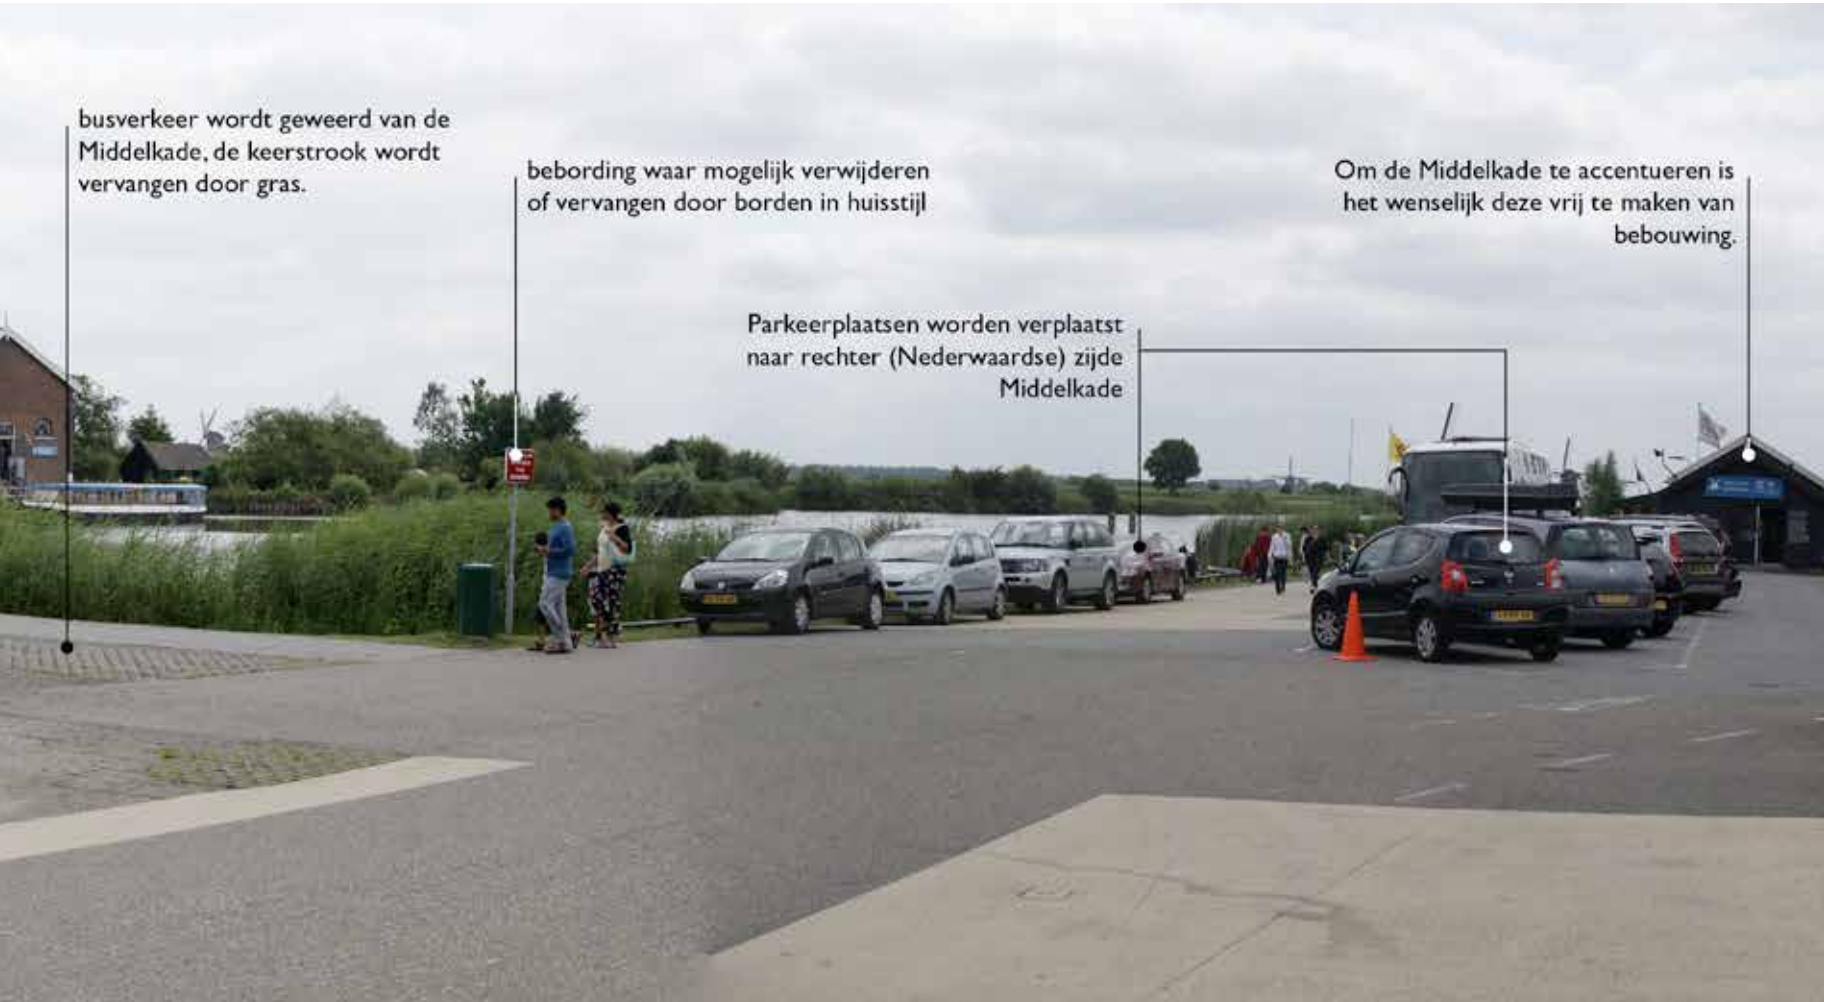 busverkeer wordt geweerd van de
Middelkade, de keerstrook wordt
vervangen door gras.
bebording waar mogelijk verwijderen
of vervangen door borden in huisstijl
Om de Middelkade te accentueren is
het wenselijk deze vrij te maken van
bebouwing.
Parkeerplaatsen worden verplaatst
naar rechter (Nederwaardse) zijde
Middelkade